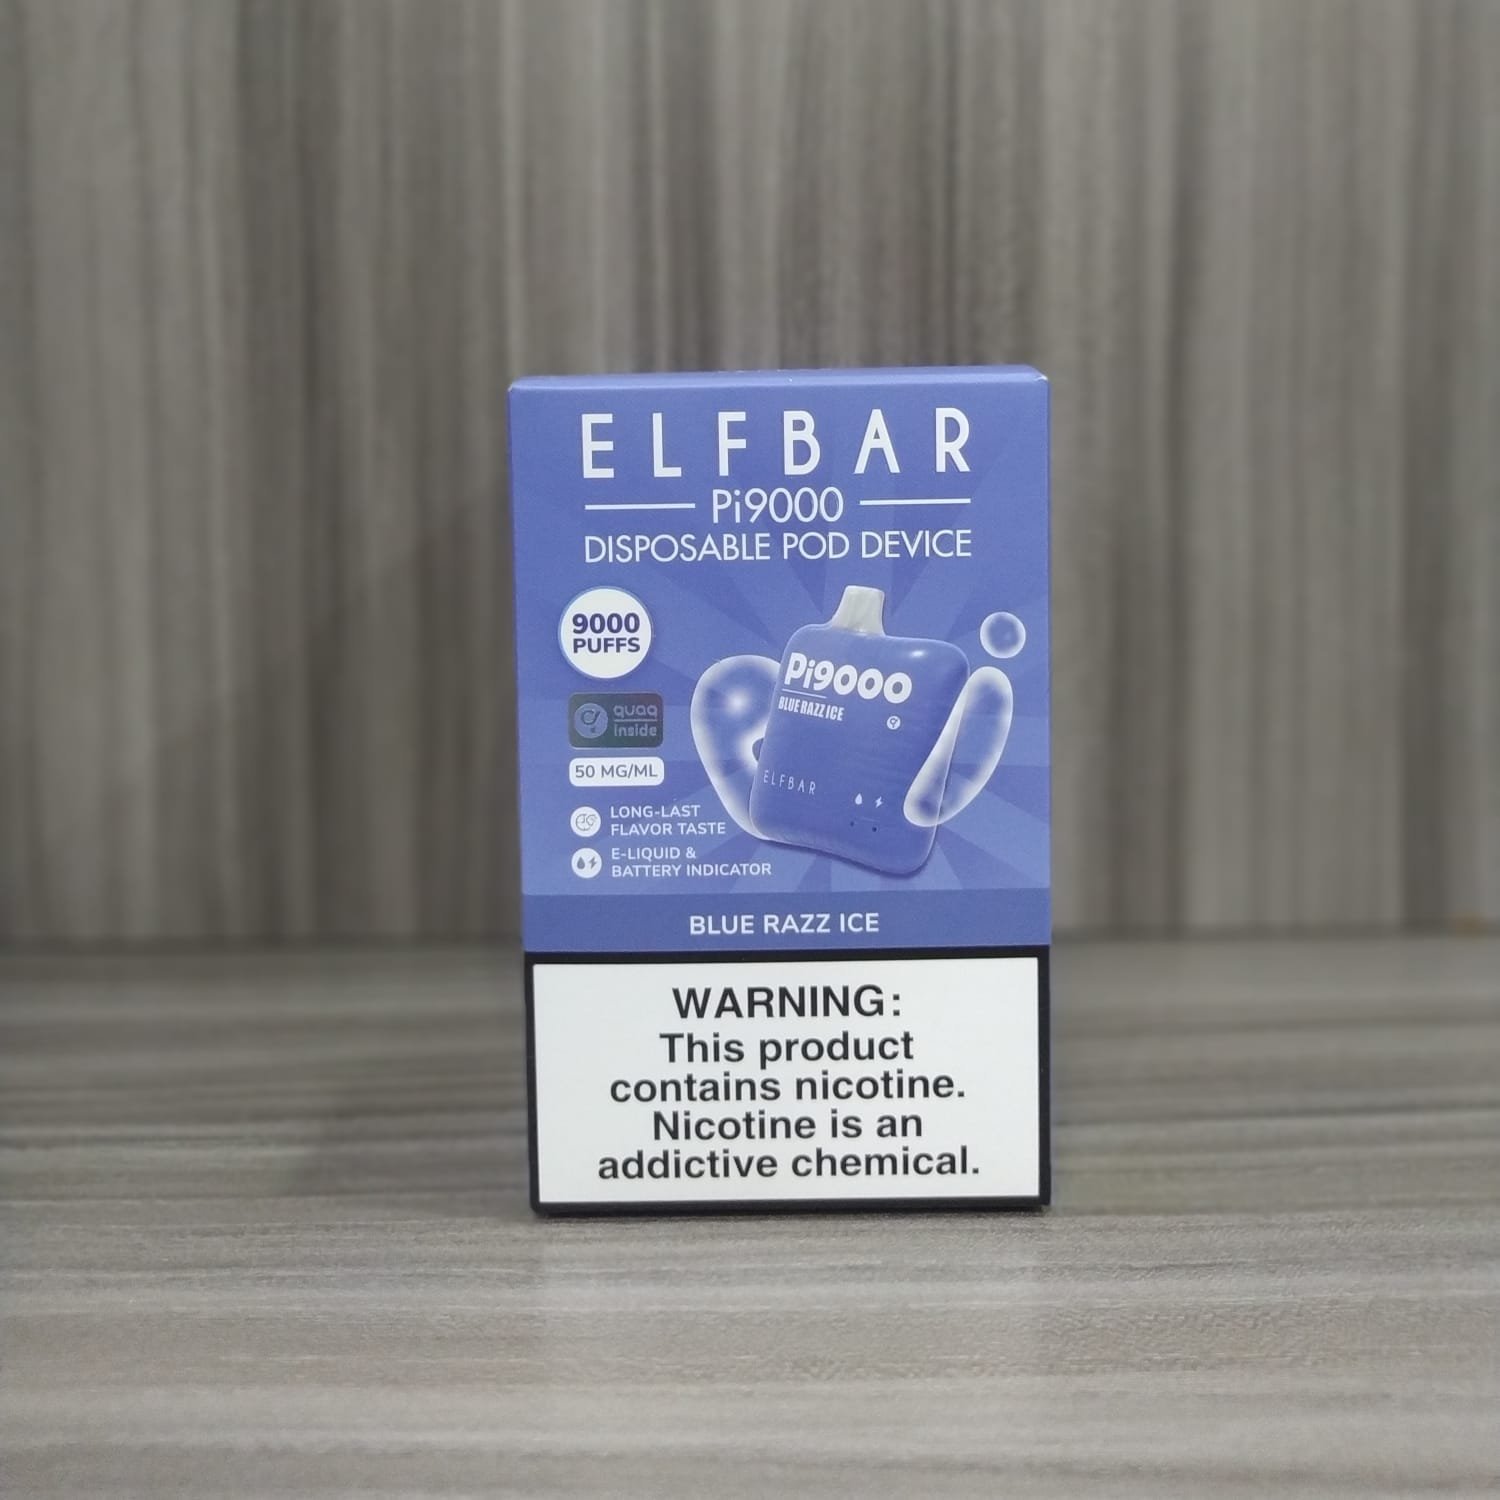 ELFBAR
Pi9000
DISPOSABLE POD DEVICE
9000
PUFFS
quaq
inside
50 MG/ML
LONG-LAST
FLAVOR TASTE
E-LIQUID &
BATTERY INDICATOR
Pi9000
BLUE RAZZ ICE
ELFBAR
BLUE RAZZ ICE
WARNING:
This product
contains nicotine.
Nicotine is an
addictive chemical.